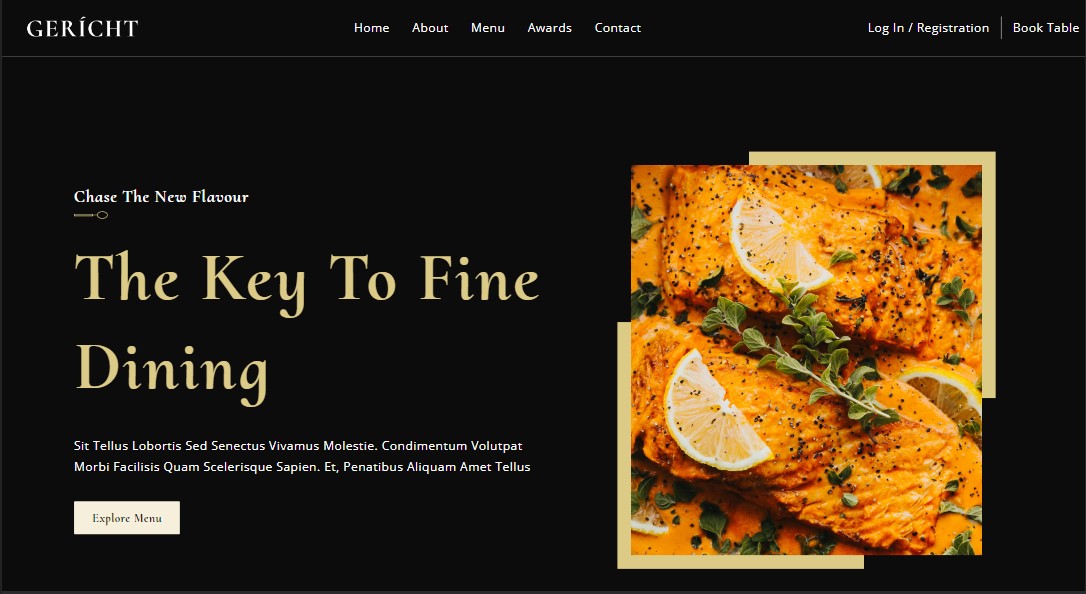 GERÍCHT
Home About Menu Awards Contact
Log In / Registration Book Table
Chase The New Flavour
The Key To Fine
Dining
Sit Tellus Lobortis Sed Senectus Vivamus Molestie. Condimentum Volutpat
Morbi Facilisis Quam Scelerisque Sapien. Et, Penatibus Aliquam Amet Tellus
Explore Menu